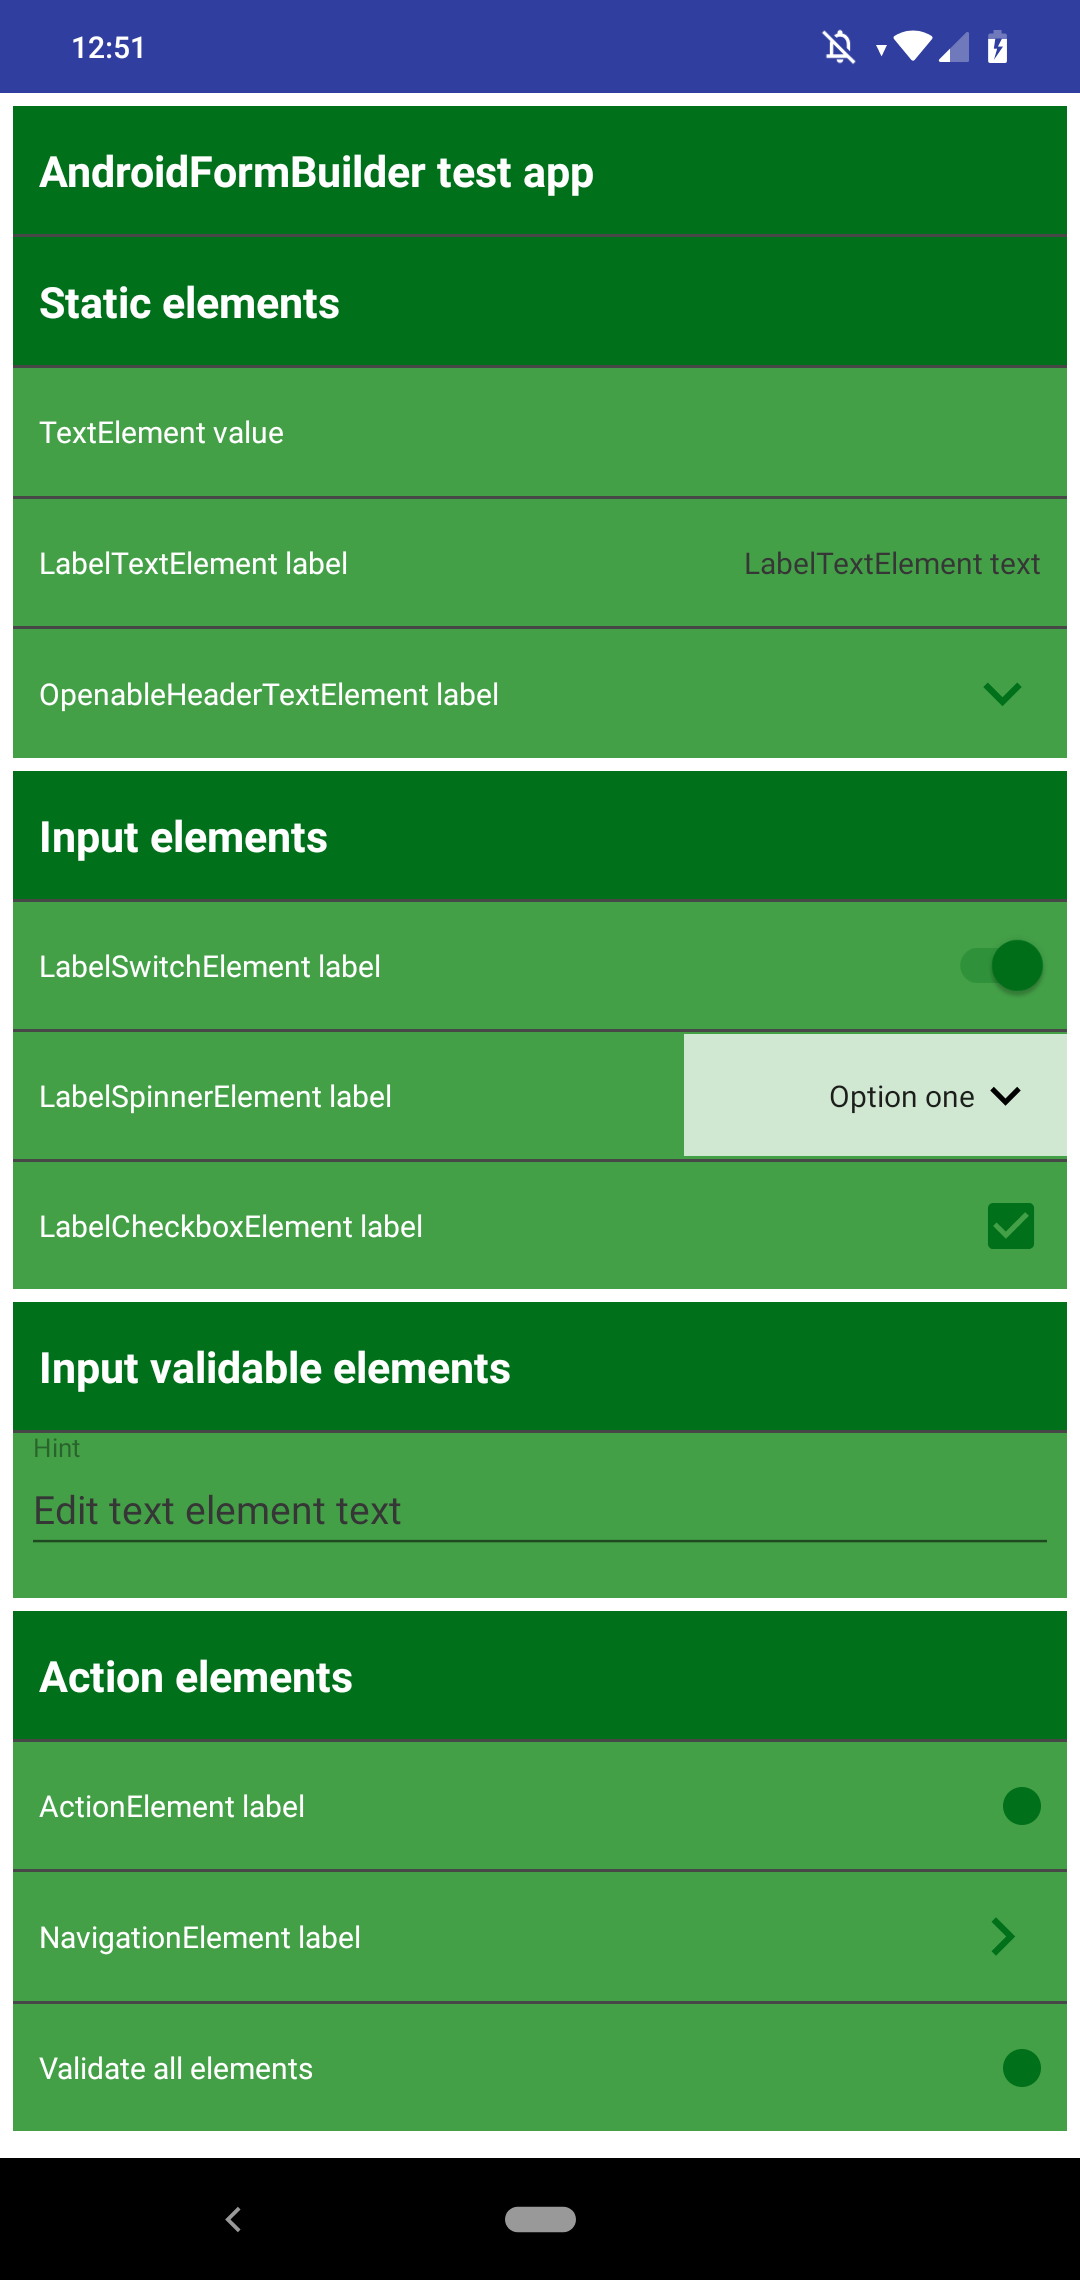 12:51
AndroidFormBuilder test app
Static elements
TextElement value
LabelTextElement label LabelTextElement text
OpenableHeaderTextElement label
Input elements
LabelSwitchElement label
LabelSpinnerElement label Option one
LabelCheckboxElement label
Input validable elements
Hint
Edit text element text
Action elements
ActionElement label
NavigationElement label
Validate all elements